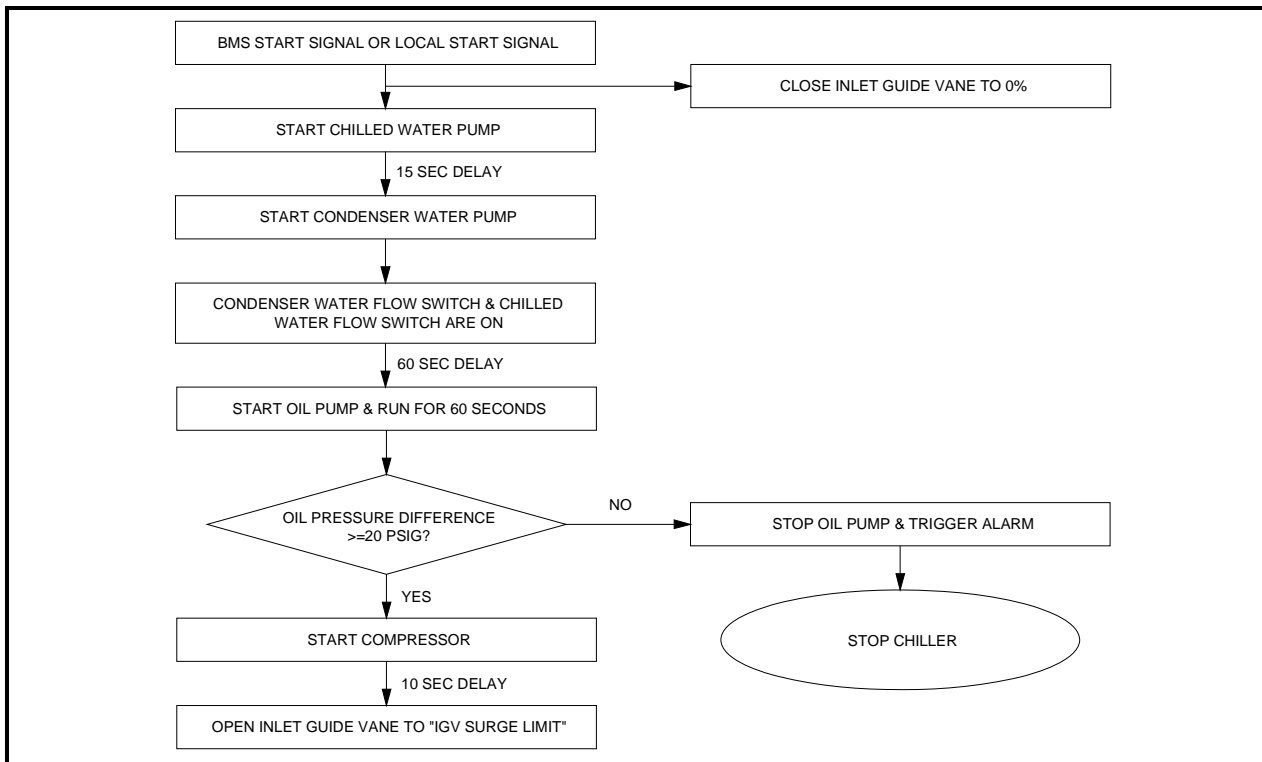 BMS START SIGNAL OR LOCAL START SIGNAL
CLOSE INLET GUIDE VANE TO 0%
START CHILLED WATER PUMP
15 SEC DELAY
START CONDENSER WATER PUMP
CONDENSER WATER FLOW SWITCH & CHILLED
WATER FLOW SWITCH ARE ON
60 SEC DELAY
START OIL PUMP & RUN FOR 60 SECONDS
OIL PRESSURE DIFFERENCE
>=20 PSIG?
NO
STOP OIL PUMP & TRIGGER ALARM
STOP CHILLER
YES
START COMPRESSOR
10 SEC DELAY
OPEN INLET GUIDE VANE TO "IGV SURGE LIMIT"